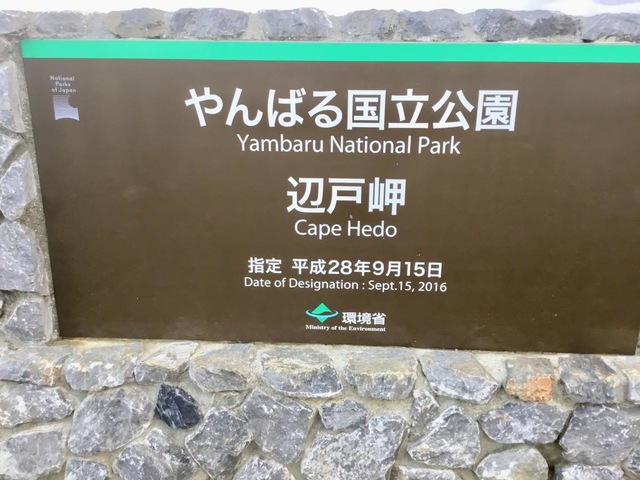 National
Parks
of Japan
やんばる国立公園
Yambaru National Park
辺戸岬
Cape Hedo
指定 平成28年9月15日
Date of Designation : Sept.15, 2016
環境省
Ministry of the Environment